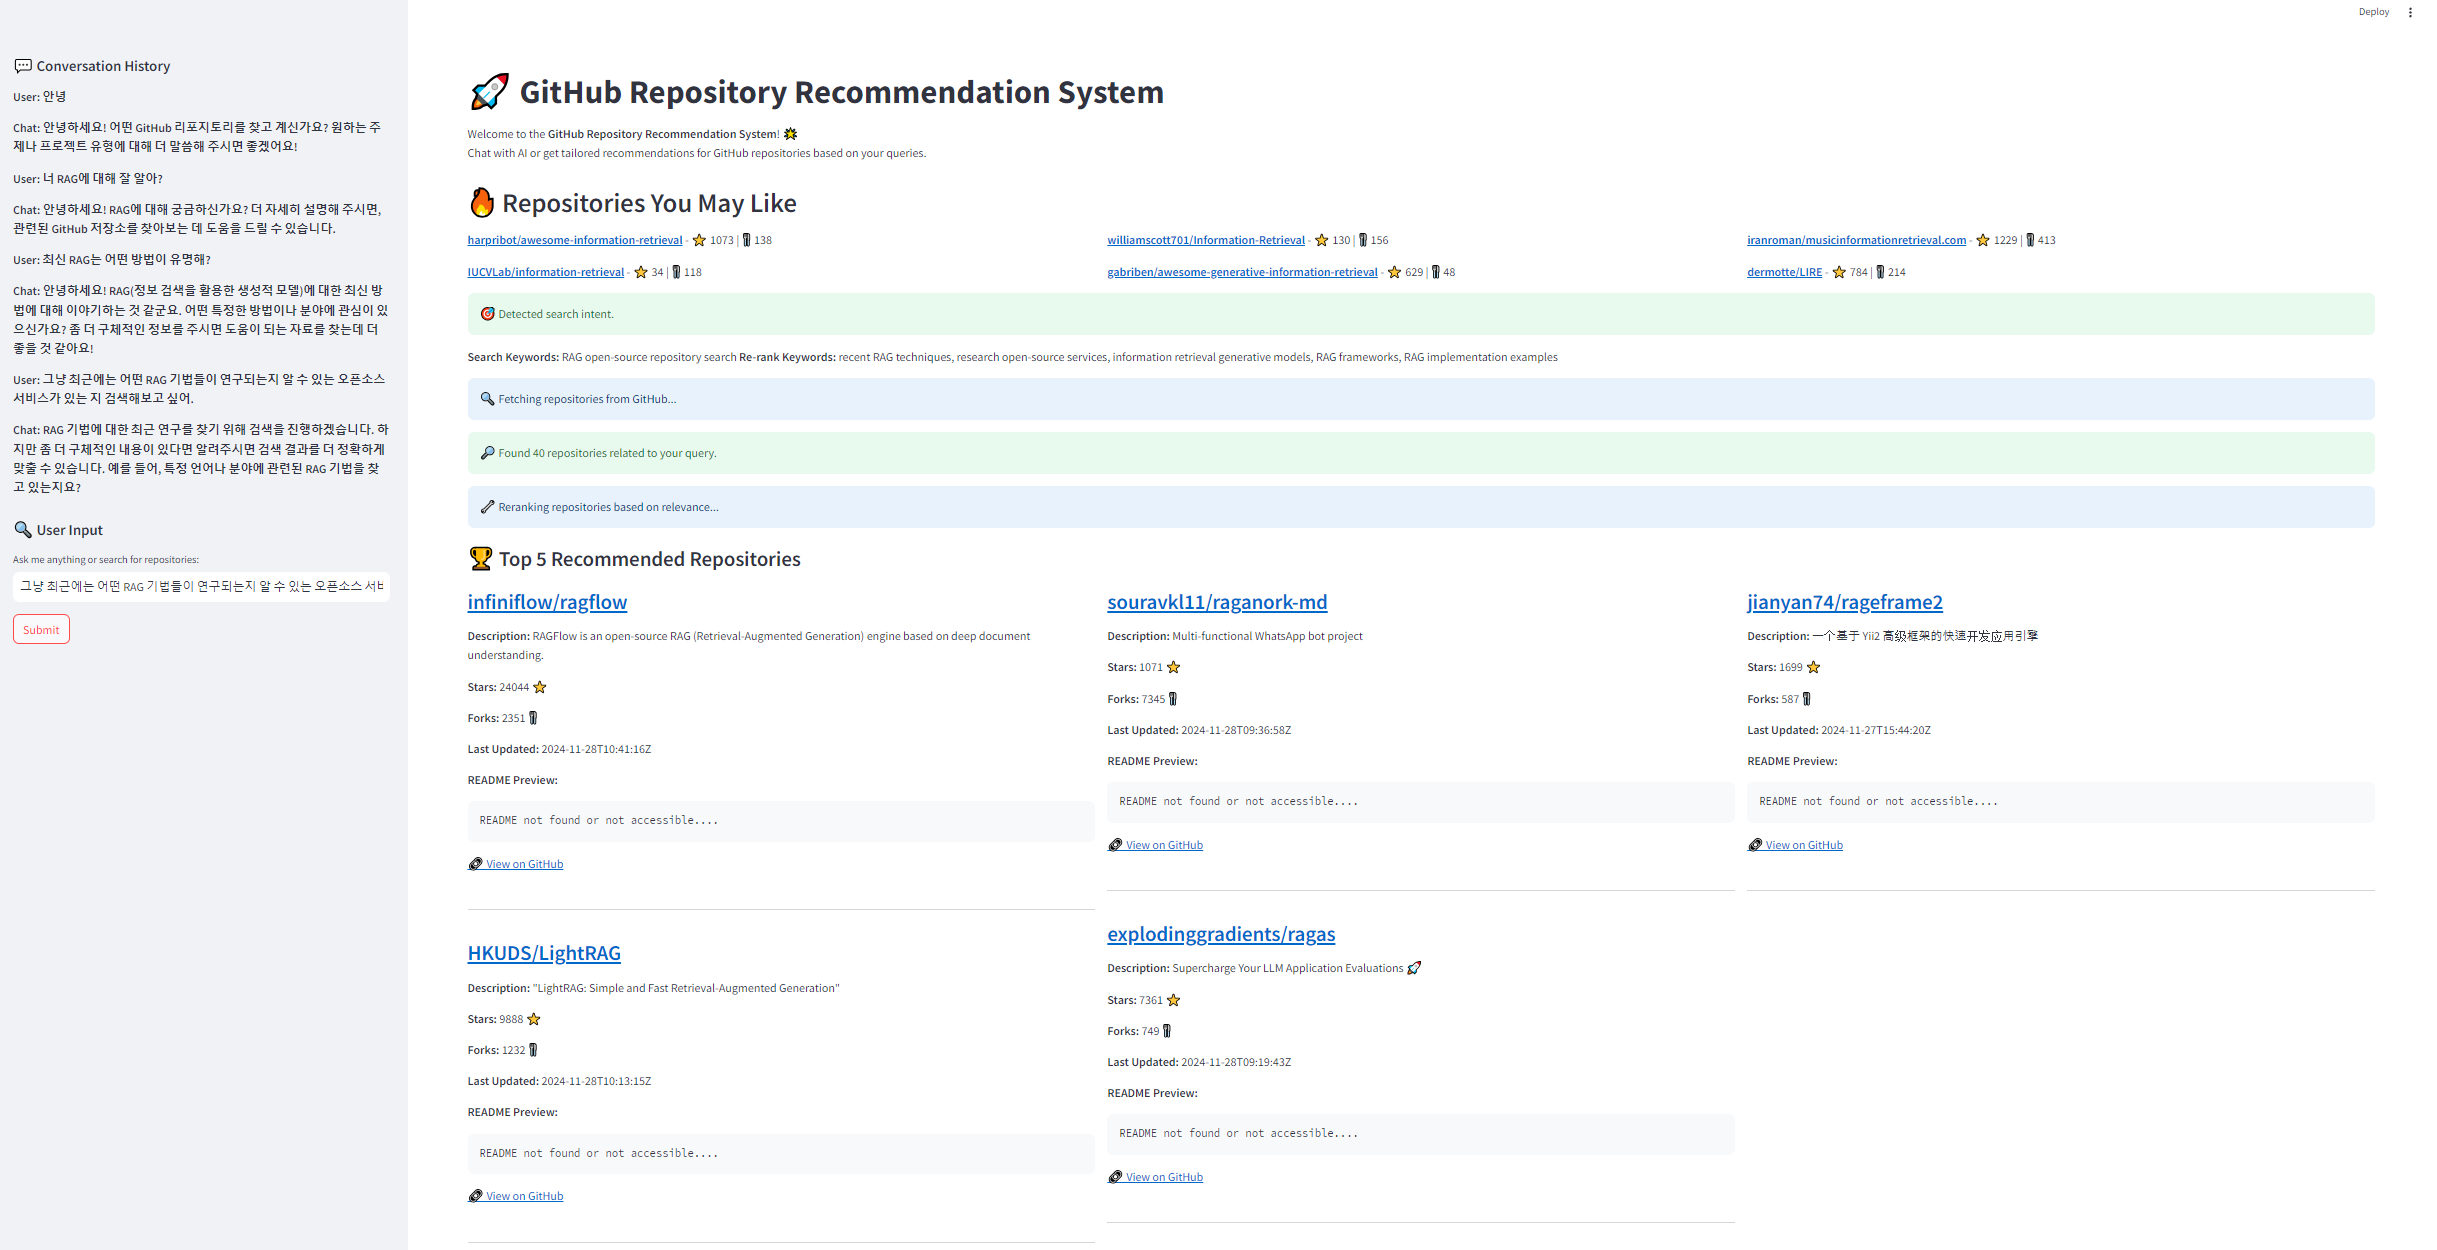 Deploy
Conversation History
User: 안녕
Chat: 안녕하세요! 어떤 GitHub 리포지토리를 찾고 계신가요? 원하는 주
제나 프로젝트 유형에 대해 더 말씀해 주시면 좋겠어요!
User: 너 RAG에 대해 잘 알아?
Chat: 안녕하세요! RAG에 대해 궁금하신가요? 더 자세히 설명해 주시면,
관련된 GitHub 저장소를 찾아보는 데 도움을 드릴 수 있습니다.
User: 최신 RAG는 어떤 방법이 유명해?
Chat: 안녕하세요! RAG(정보 검색을 활용한 생성적 모델)에 대한 최신 방
법에 대해 이야기하는 것 같군요. 어떤 특정한 방법이나 분야에 관심이 있
으신가요? 좀 더 구체적인 정보를 주시면 도움이 되는 자료를 찾는데 더
좋을 것 같아요!
User: 그냥 최근에는 어떤 RAG 기법들이 연구되는지 알 수 있는 오픈소스
서비스가 있는 지 검색해보고 싶어.
Chat: RAG 기법에 대한 최근 연구를 찾기 위해 검색을 진행하겠습니다. 하
지만 좀 더 구체적인 내용이 있다면 알려주시면 검색 결과를 더 정확하게
맞출 수 있습니다. 예를 들어, 특정 언어나 분야에 관련된 RAG 기법을 찾
고 있는지요?
User Input
Ask me anything or search for repositories:
그냥 최근에는 어떤 RAG 기법들이 연구되는지 알 수 있는 오픈소스 서비
Submit
GitHub Repository Recommendation System
Welcome to the GitHub Repository Recommendation System!
Chat with AI or get tailored recommendations for GitHub repositories based on your queries.
Repositories You May Like
harpribot/awesome-information-retrieval - ⭐ 1073 | 138
williamscott701/Information-Retrieval - ⭐ 130 | 156
iranroman/musicinformationretrieval.com - ⭐ 1229 | 413
IUCVLab/information-retrieval - ⭐ 34 | 118
gabriben/awesome-generative-information-retrieval - ⭐ 629 | 48
dermotte/LIRE - ⭐ 784 | 214
Detected search intent.
Search Keywords: RAG open-source repository search Re-rank Keywords: recent RAG techniques, research open-source services, information retrieval generative models, RAG frameworks, RAG implementation examples
Fetching repositories from GitHub...
Found 40 repositories related to your query.
Reranking repositories based on relevance...
Top 5 Recommended Repositories
infiniflow/ragflow
Description: RAGFlow is an open-source RAG (Retrieval-Augmented Generation) engine based on deep document
understanding.
Stars: 24044 ⭐
Forks: 2351
Last Updated: 2024-11-28T10:41:16Z
README Preview:
README not found or not accessible....
View on GitHub
souravkl11/raganork-md
Description: Multi-functional WhatsApp bot project
Stars: 1071 ⭐
Forks: 7345
Last Updated: 2024-11-28T09:36:58Z
README Preview:
README not found or not accessible....
View on GitHub
jianyan74/rageframe2
Description: 一个基于 Yii2 高级框架的快速开发应用引擎
Stars: 1699 ⭐
Forks: 587
Last Updated: 2024-11-27T15:44:20Z
README Preview:
README not found or not accessible....
View on GitHub
HKUDS/LightRAG
Description: "LightRAG: Simple and Fast Retrieval-Augmented Generation"
Stars: 9888 ⭐
Forks: 1232
Last Updated: 2024-11-28T10:13:15Z
README Preview:
README not found or not accessible....
View on GitHub
explodinggradients/ragas
Description: Supercharge Your LLM Application Evaluations 🚀
Stars: 7361 ⭐
Forks: 749
Last Updated: 2024-11-28T09:19:43Z
README Preview:
README not found or not accessible....
View on GitHub